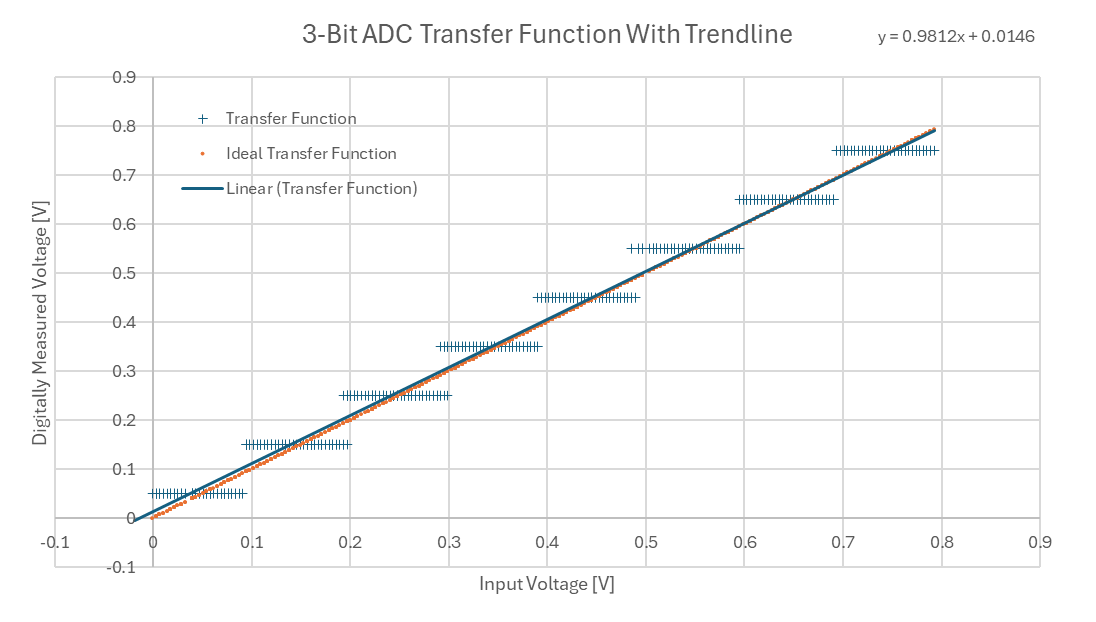 3-Bit ADC Transfer Function With Trendline
y = 0.9812x + 0.0146
Transfer Function
Ideal Transfer Function
Linear (Transfer Function)
Digitally Measured Voltage [V]
0.9
0.8
0.7
0.6
0.5
0.4
0.3
0.2
0.1
0
-0.1
-0.1 0 0.1 0.2 0.3 0.4 0.5 0.6 0.7 0.8 0.9
Input Voltage [V]